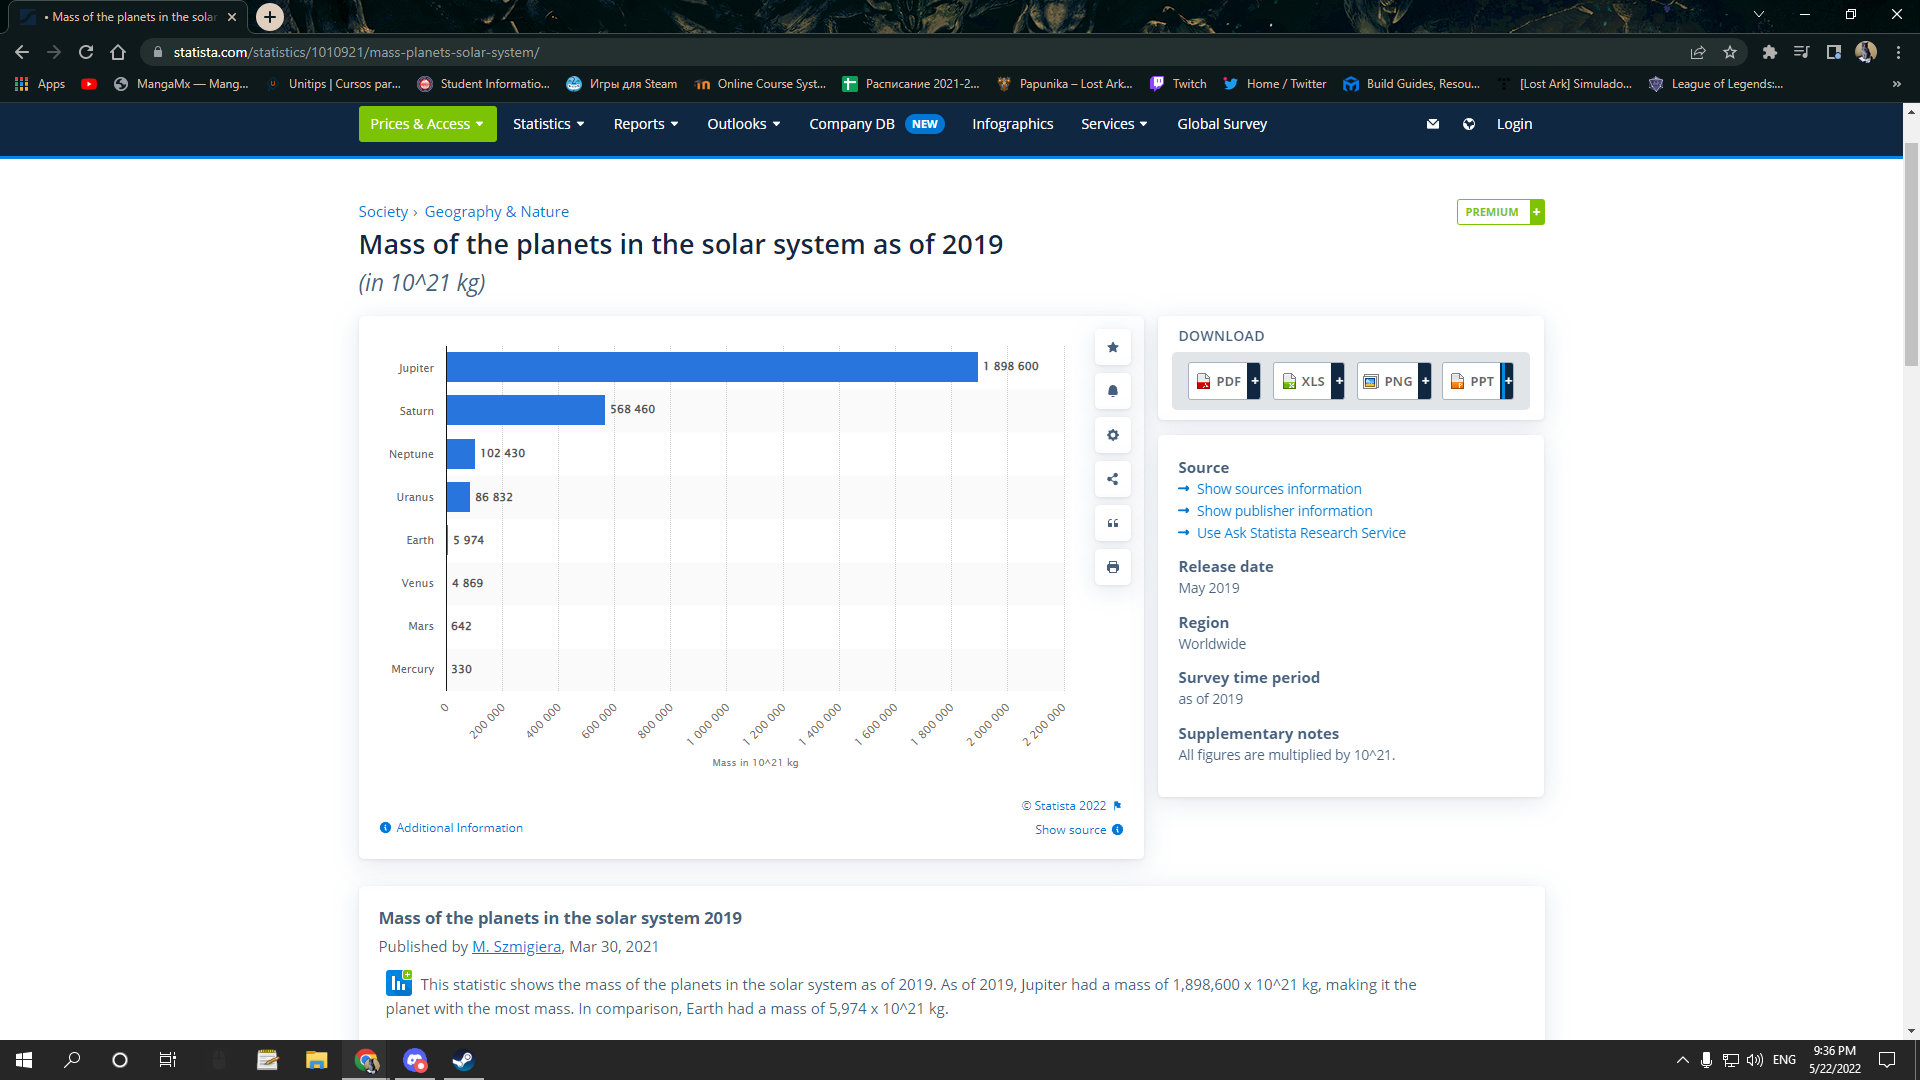 • Mass of the planets in the solar
statista.com/statistics/1010921/mass-planets-solar-system/
Apps
MangaMx — Mang...
Unitips | Cursos par...
Student Informatio...
Игры для Steam
Online Course Syst...
Расписание 2021-2...
Papunika – Lost Ark...
Twitch
Home / Twitter
Build Guides, Resou...
[Lost Ark] Simulado...
League of Legends:...
»
Prices & Access
Statistics
Reports
Outlooks
Company DB NEW
Infographics
Services
Global Survey
Login
Society › Geography & Nature
PREMIUM +
Mass of the planets in the solar system as of 2019
(in 10^21 kg)
Jupiter 1 898 600
Saturn 568 460
Neptune 102 430
Uranus 86 832
Earth 5 974
Venus 4 869
Mars 642
Mercury 330
0
200 000
400 000
600 000
800 000
1 000 000
1 200 000
1 400 000
1 600 000
1 800 000
2 000 000
2 200 000
Mass in 10^21 kg
© Statista 2022
Additional Information
Show source
DOWNLOAD
PDF +
XLS +
PNG +
PPT +
Source
Show sources information
Show publisher information
Use Ask Statista Research Service
Release date
May 2019
Region
Worldwide
Survey time period
as of 2019
Supplementary notes
All figures are multiplied by 10^21.
Mass of the planets in the solar system 2019
Published by M. Szmigiera, Mar 30, 2021
This statistic shows the mass of the planets in the solar system as of 2019. As of 2019, Jupiter had a mass of 1,898,600 x 10^21 kg, making it the
planet with the most mass. In comparison, Earth had a mass of 5,974 x 10^21 kg.
ENG
9:36 PM
5/22/2022